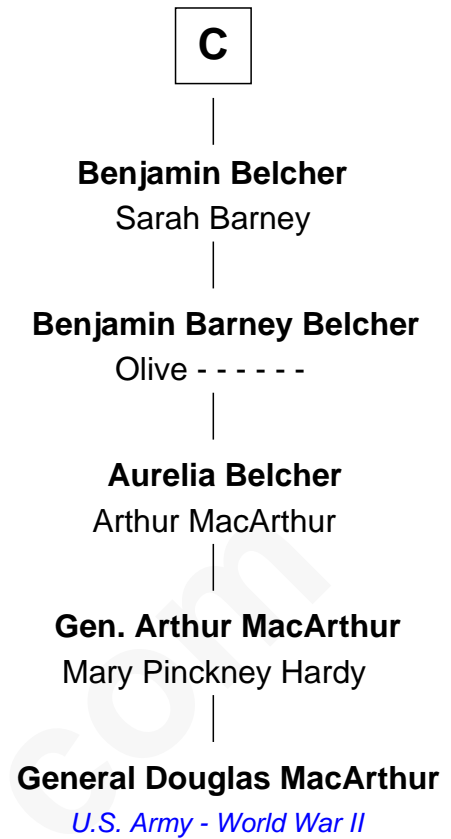 C
Benjamin Belcher
Sarah Barney
Benjamin Barney Belcher
Olive - - - - - -
Aurelia Belcher
Arthur MacArthur
Gen. Arthur MacArthur
Mary Pinckney Hardy
General Douglas MacArthur
U.S. Army - World War II
com